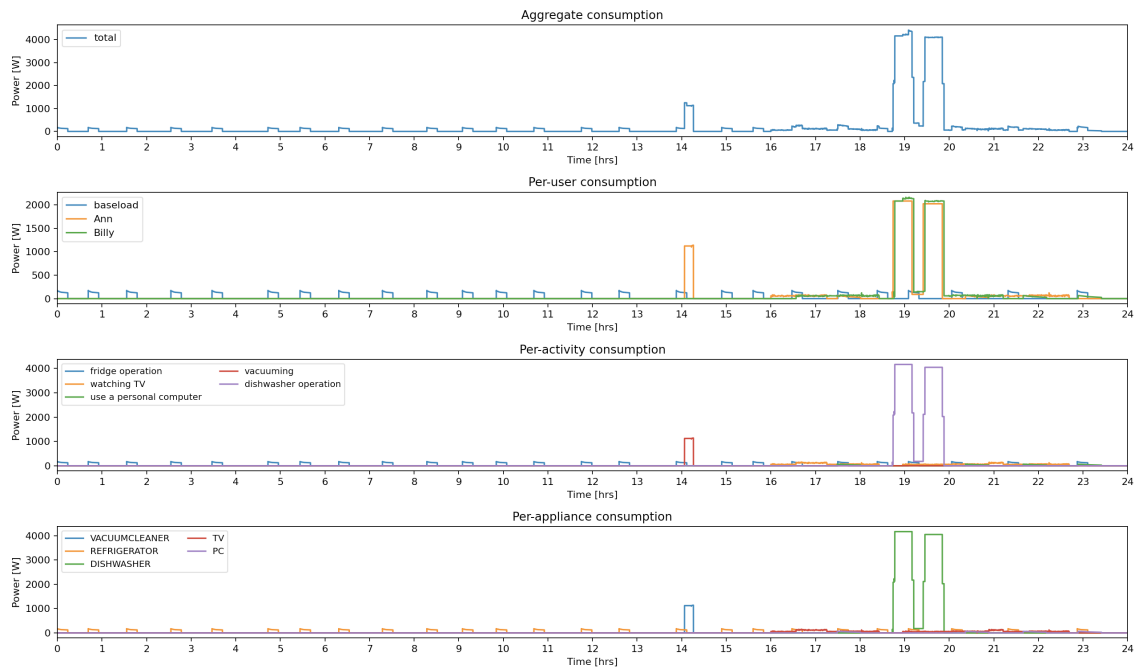 Aggregate consumption
total
Power [W]
4000
3000
2000
1000
0
0 1 2 3 4 5 6 7 8 9 10 11 12 13 14 15 16 17 18 19 20 21 22 23 24
Time [hrs]
Per-user consumption
baseload
Ann
Billy
Power [W]
2000
1500
1000
500
0
0 1 2 3 4 5 6 7 8 9 10 11 12 13 14 15 16 17 18 19 20 21 22 23 24
Time [hrs]
Per-activity consumption
fridge operation vacuuming
watching TV dishwasher operation
use a personal computer
Power [W]
4000
3000
2000
1000
0
0 1 2 3 4 5 6 7 8 9 10 11 12 13 14 15 16 17 18 19 20 21 22 23 24
Time [hrs]
Per-appliance consumption
VACUUMCLEANER TV
REFRIGERATOR PC
DISHWASHER
Power [W]
4000
3000
2000
1000
0
0 1 2 3 4 5 6 7 8 9 10 11 12 13 14 15 16 17 18 19 20 21 22 23 24
Time [hrs]